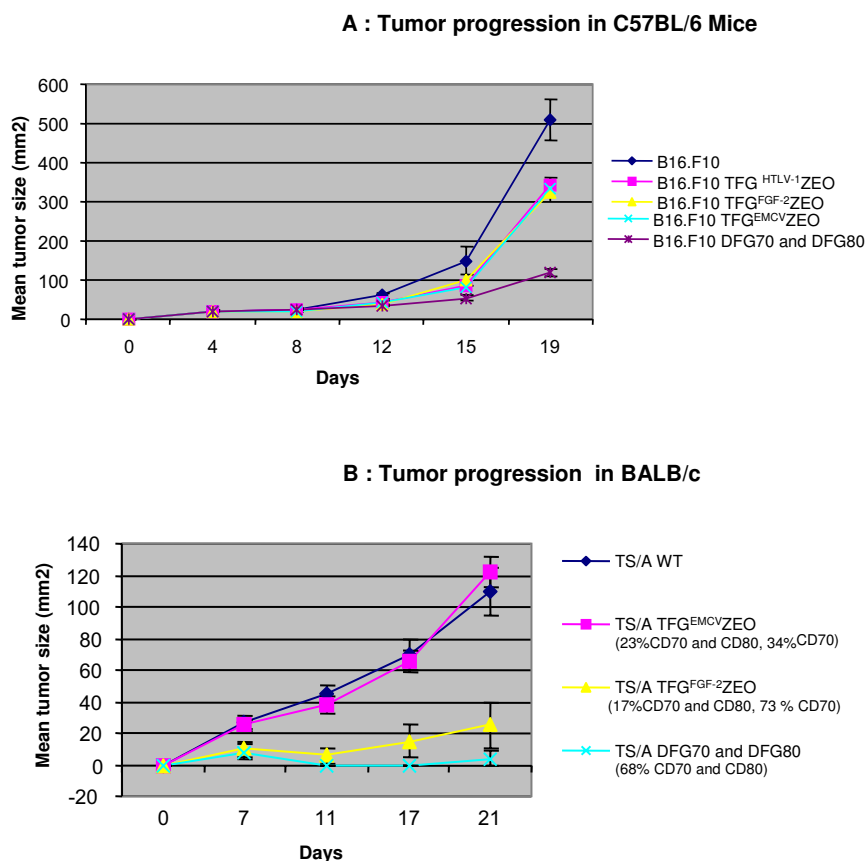 A : Tumor progression in C57BL/6 Mice
Mean tumor size (mm2)
600
500
400
300
200
100
0
0 4 8 12 15 19
Days
B16.F10
B16.F10 TFG HTLV-1ZEO
B16.F10 TFGFGF-2ZEO
B16.F10 TFGEMCVZEO
B16.F10 DFG70 and DFG80
B : Tumor progression in BALB/c
Mean tumor size (mm2)
140
120
100
80
60
40
20
0
-20
0 7 11 17 21
Days
TS/A WT
TS/A TFGEMCVZEO
(23%CD70 and CD80, 34%CD70)
TS/A TFGFGF-2ZEO
(17%CD70 and CD80, 73 % CD70)
TS/A DFG70 and DFG80
(68% CD70 and CD80)